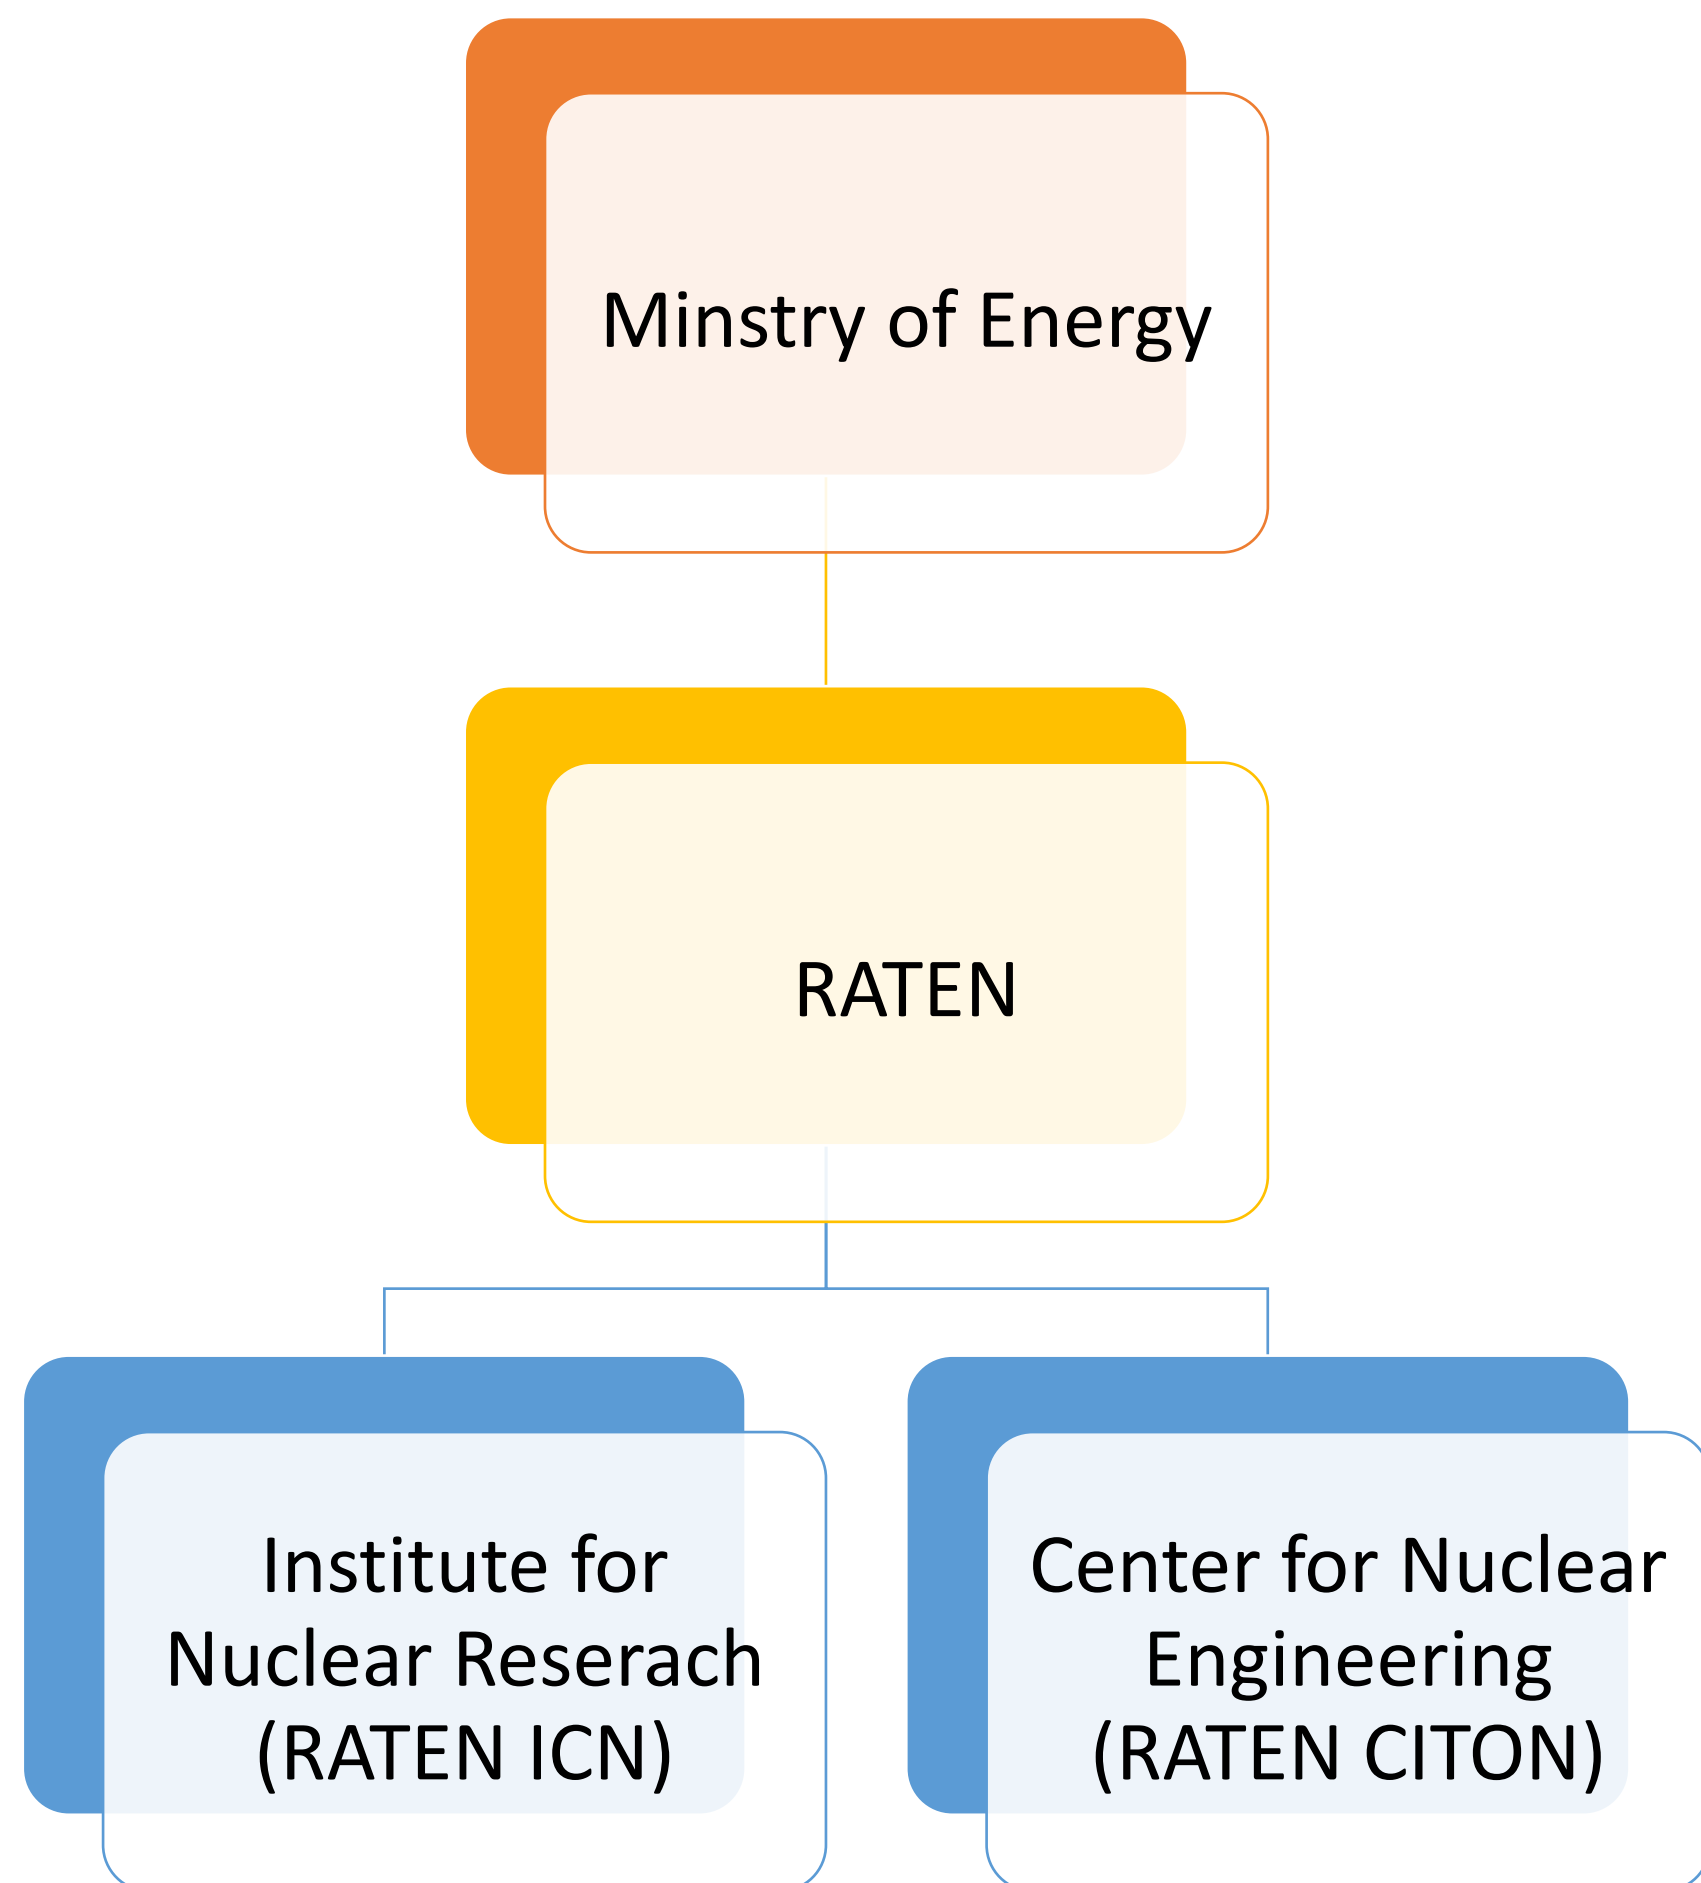 Minstry of Energy
RATEN
Institute for
Nuclear Reserach
(RATEN ICN)
Center for Nuclear
Engineering
(RATEN CITON)